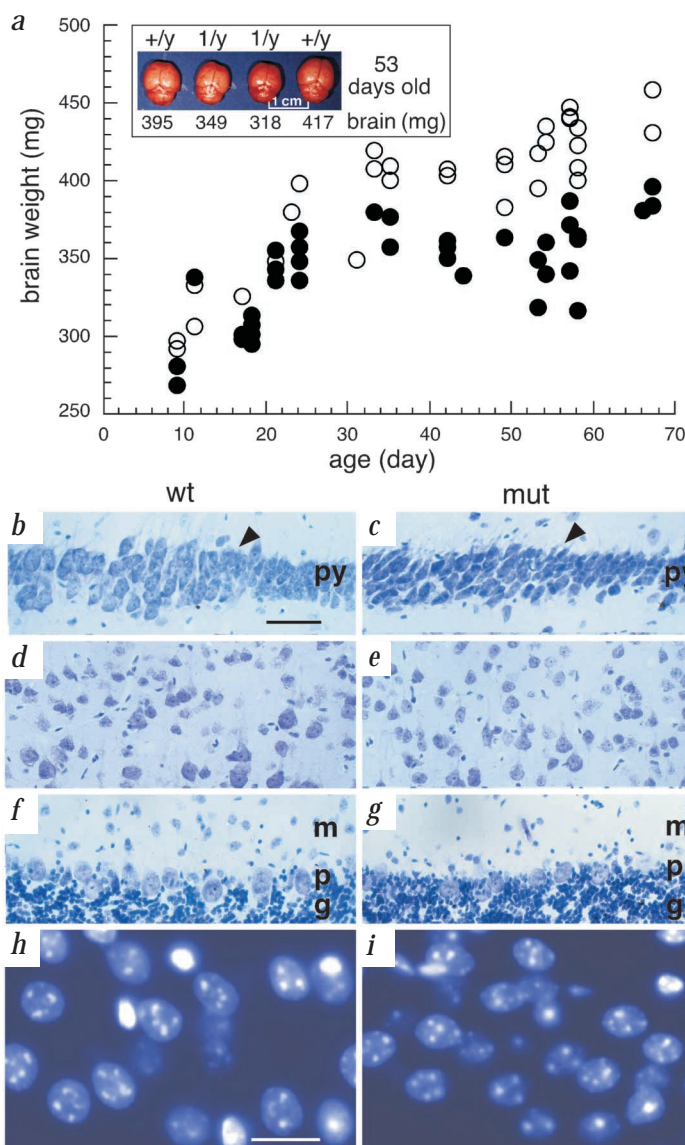 a
500
450
400
350
300
250
brain weight (mg)
+/y 1/y 1/y +/y
53
days old
1 cm
395 349 318 417 brain (mg)
0 10 20 30 40 50 60 70
age (day)
wt mut
b
py
c
py
d
e
f
m
p
g
g
m
p
g
h
i